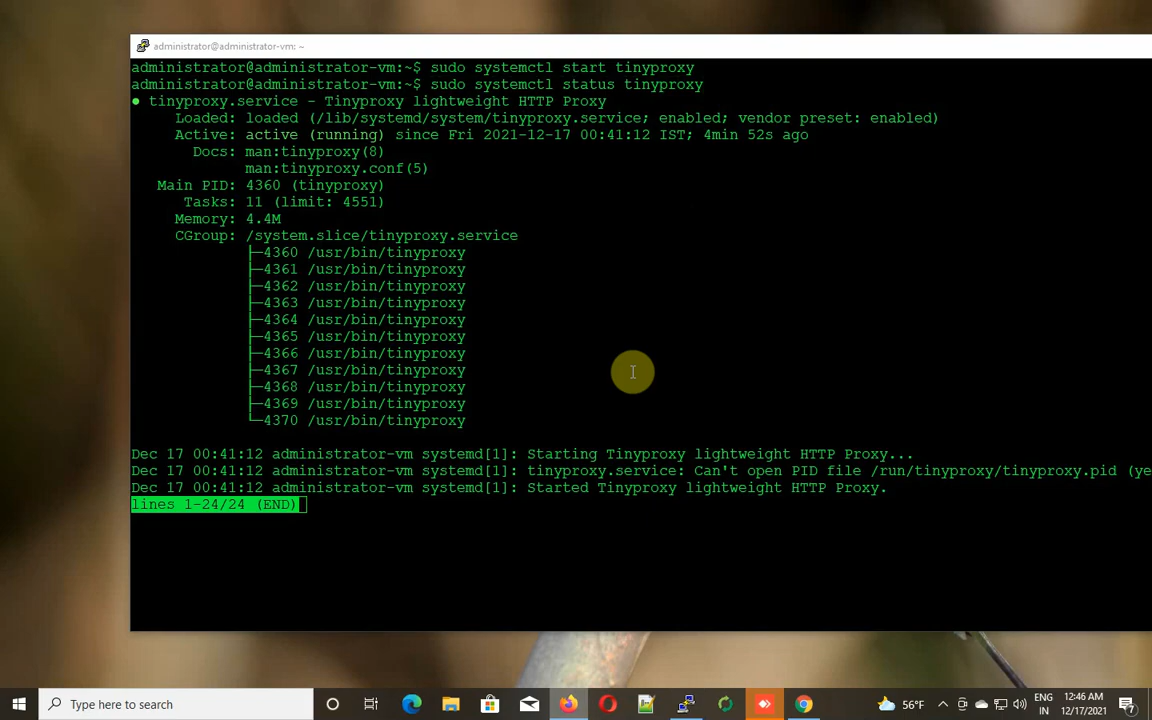 administrator@administrator-vm: ~
administrator@administrator-vm:~$ sudo systemctl start tinyproxy
administrator@administrator-vm:~$ sudo systemctl status tinyproxy
● tinyproxy.service - Tinyproxy lightweight HTTP Proxy
Loaded: loaded (/lib/systemd/system/tinyproxy.service; enabled; vendor preset: enabled)
Active: active (running) since Fri 2021-12-17 00:41:12 IST; 4min 52s ago
Docs: man:tinyproxy(8)
man:tinyproxy.conf(5)
Main PID: 4360 (tinyproxy)
Tasks: 11 (limit: 4551)
Memory: 4.4M
CGroup: /system.slice/tinyproxy.service
├─4360 /usr/bin/tinyproxy
├─4361 /usr/bin/tinyproxy
├─4362 /usr/bin/tinyproxy
├─4363 /usr/bin/tinyproxy
├─4364 /usr/bin/tinyproxy
├─4365 /usr/bin/tinyproxy
├─4366 /usr/bin/tinyproxy
├─4367 /usr/bin/tinyproxy
├─4368 /usr/bin/tinyproxy
├─4369 /usr/bin/tinyproxy
└─4370 /usr/bin/tinyproxy
Dec 17 00:41:12 administrator-vm systemd[1]: Starting Tinyproxy lightweight HTTP Proxy...
Dec 17 00:41:12 administrator-vm systemd[1]: tinyproxy.service: Can't open PID file /run/tinyproxy/tinyproxy.pid (ye
Dec 17 00:41:12 administrator-vm systemd[1]: Started Tinyproxy lightweight HTTP Proxy.
lines 1-24/24 (END)
Type here to search
56°F
ENG
IN
12:46 AM
12/17/2021
7